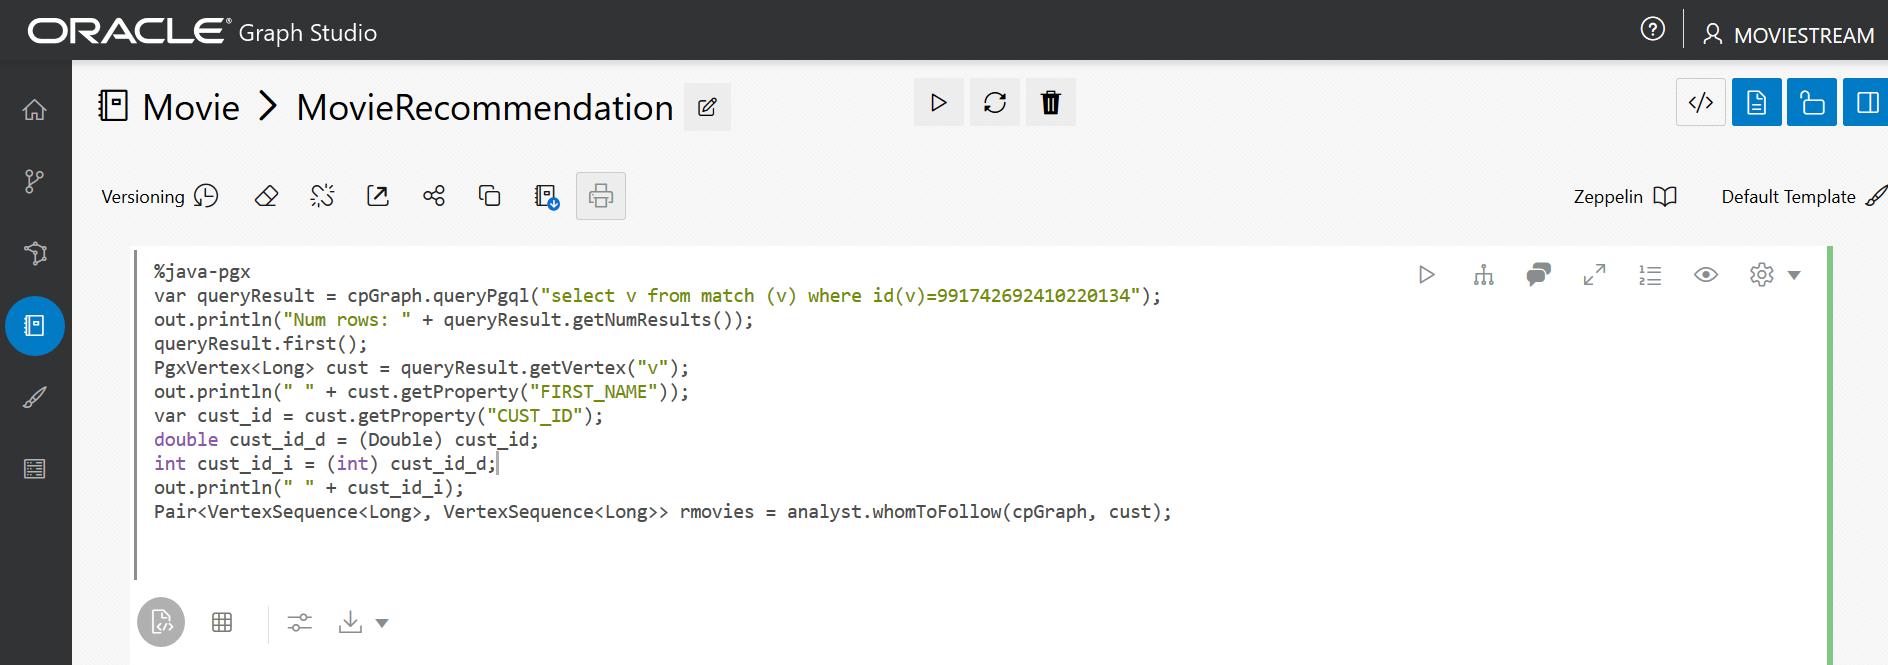 ORACLE® Graph Studio
MOVIESTREAM
Movie > MovieRecommendation
Versioning
Zeppelin
Default Template
%java-pgx
var queryResult = cpGraph.queryPgql("select v from match (v) where id(v)=991742692410220134");
out.println("Num rows: " + queryResult.getNumResults());
queryResult.first();
PgxVertex<Long> cust = queryResult.getVertex("v");
out.println(" " + cust.getProperty("FIRST_NAME"));
var cust_id = cust.getProperty("CUST_ID");
double cust_id_d = (Double) cust_id;
int cust_id_i = (int) cust_id_d;
out.println(" " + cust_id_i);
Pair<VertexSequence<Long>, VertexSequence<Long>> rmovies = analyst.whomToFollow(cpGraph, cust);